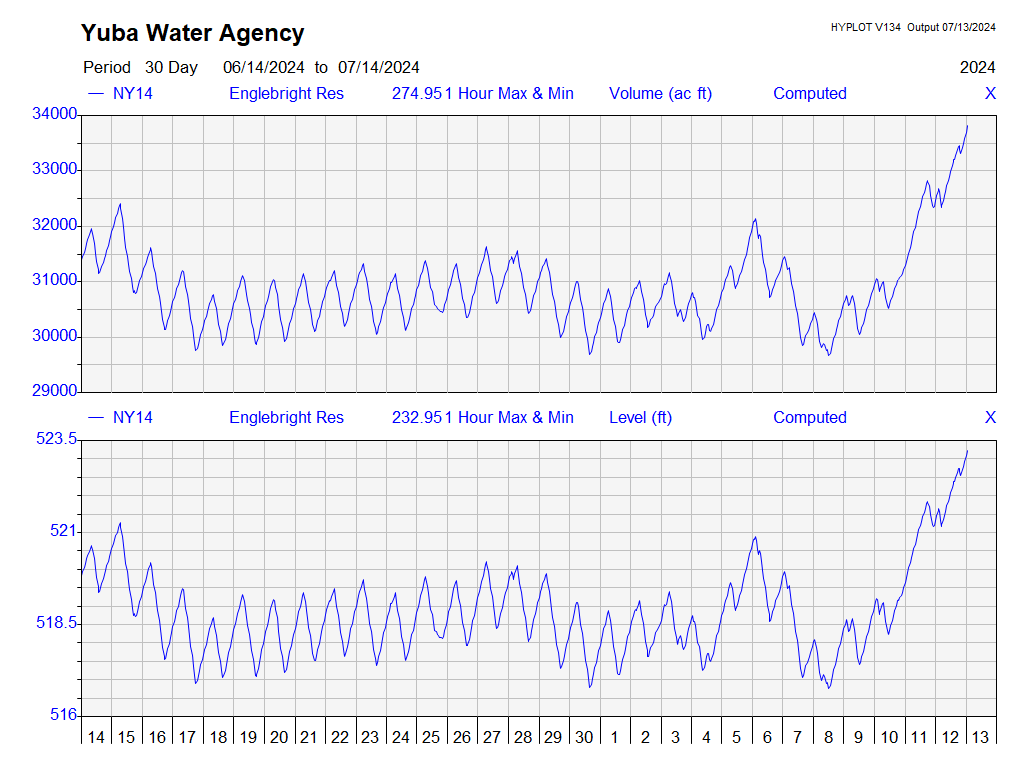 Yuba Water Agency
HYPLOT V134 Output 07/13/2024
Period 30 Day 06/14/2024 to 07/14/2024 2024
NY14 Englebright Res 274.951 Hour Max & Min Volume (ac ft) Computed X
34000
33000
32000
31000
30000
29000
NY14 Englebright Res 232.951 Hour Max & Min Level (ft) Computed X
523.5
521
518.5
516
14 15 16 17 18 19 20 21 22 23 24 25 26 27 28 29 30 1 2 3 4 5 6 7 8 9 10 11 12 13